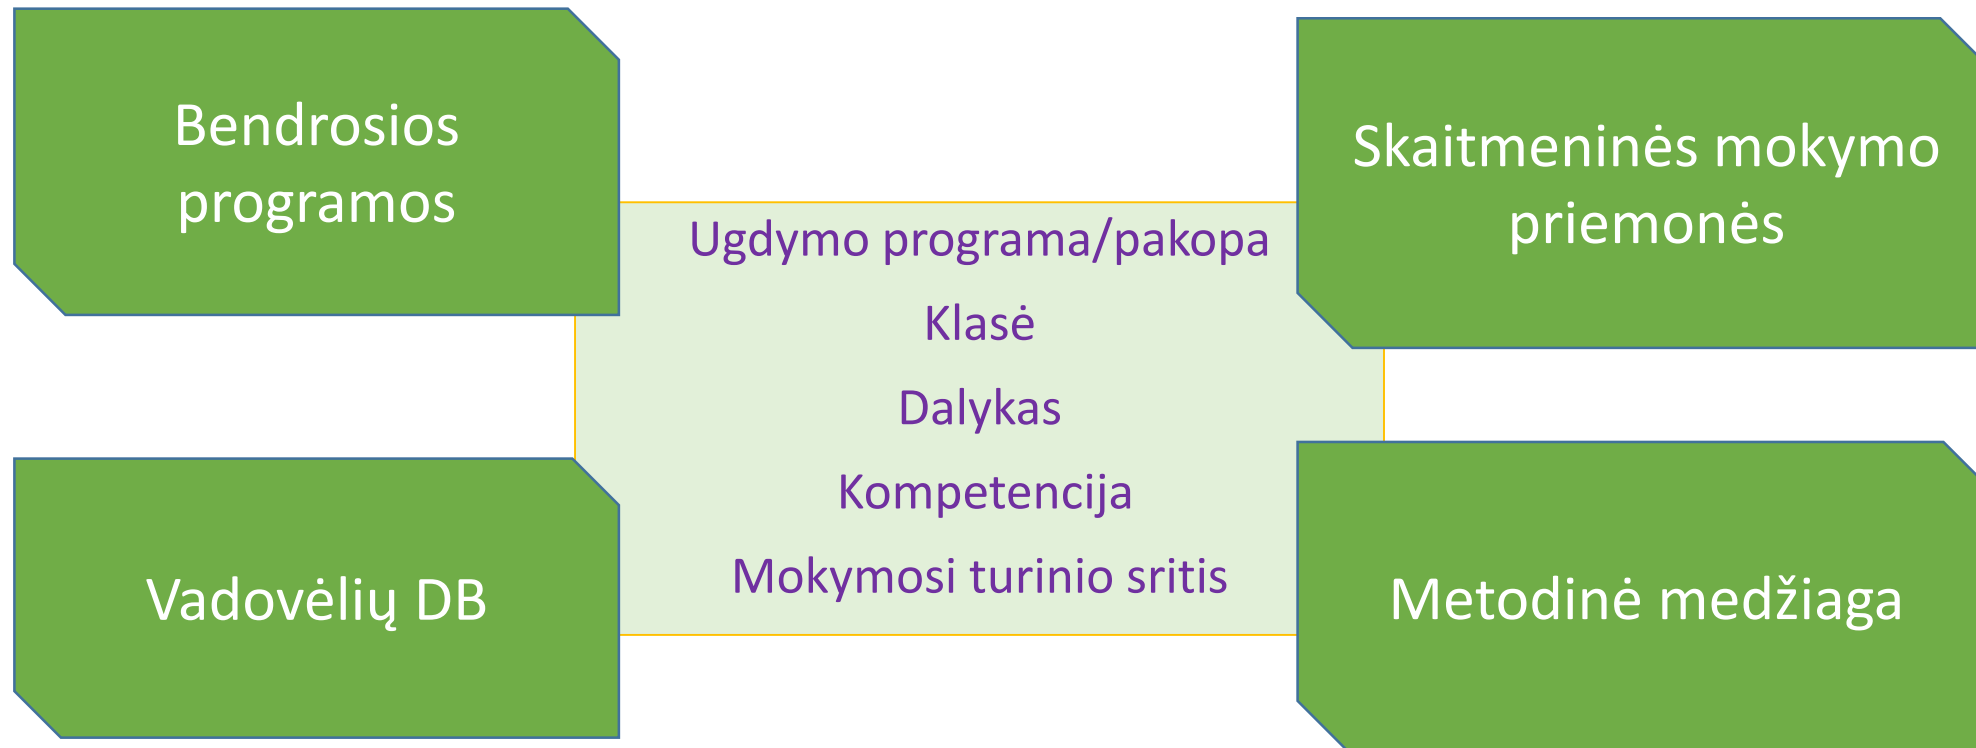 Bendrosios
programos
Skaitmeninės mokymo
priemonės
Ugdymo programa/pakopa
Klasė
Dalykas
Kompetencija
Mokymosi turinio sritis
Vadovėlių DB
Metodinė medžiaga